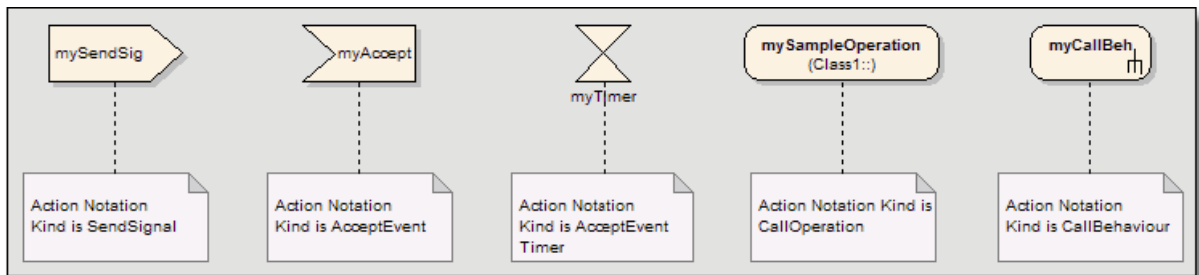 mySendSig
myAccept
myTimer
mySampleOperation
(Class1::)
myCallBeh
Action Notation
Kind is SendSignal
Action Notation
Kind is AcceptEvent
Action Notation
Kind is AcceptEvent
Timer
Action Notation Kind is
CallOperation
Action Notation
Kind is CallBehaviour